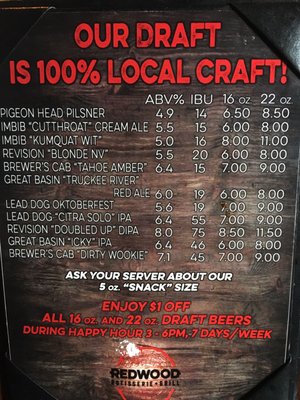 OUR DRAFT
IS 100% LOCAL CRAFT!
ABV% IBU 16 oz 22 oz.
PIGEON HEAD PILSNER 4.9 14 6.50 8.50
IMBIB "CUTTHROAT" CREAM ALE 5.5 15 6.00 8.00
IMBIB "KUMQUAT WIT" 5.0 16 8.00 11.00
REVISION "BLONDE NV" 5.5 20 6.00 8.00
BREWER'S CAB "TAHOE AMBER" 6.4 15 7.00 9.00
GREAT BASIN "TRUCKEE RIVER"
RED ALE 6.0 19 6.00 8.00
LEAD DOG OKTOBERFEST 5.6 19 7.00 9.00
LEAD DOG "CITRA SOLO" IPA 6.4 55 7.00 9.00
REVISION "DOUBLED UP" DIPA 8.0 75 8.50 11.50
GREAT BASIN "ICKY" IPA 6.4 46 6.00 8.00
BREWER'S CAB "DIRTY WOOKIE" 7.1 45 7.00 9.00
ASK YOUR SERVER ABOUT OUR
5 oz. "SNACK" SIZE
ENJOY $1 OFF
ALL 16 oz. AND 22 oz. DRAFT BEERS
DURING HAPPY HOUR 3 - 6PM, 7 DAYS/WEEK
REDWOOD
ROTISSERIE + GRILL